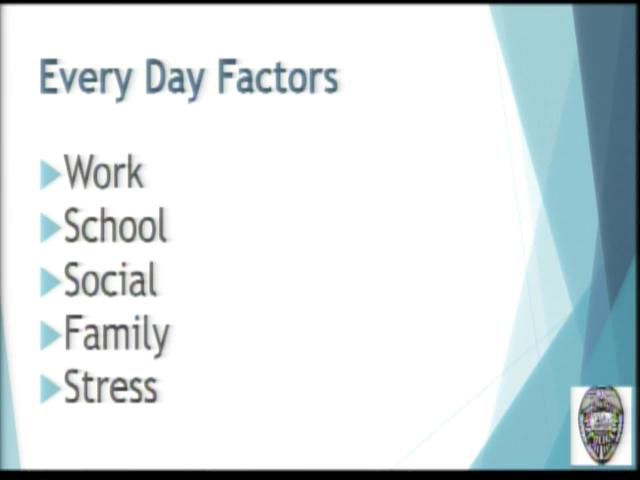 Every Day Factors
Work
School
Social
Family
Stress